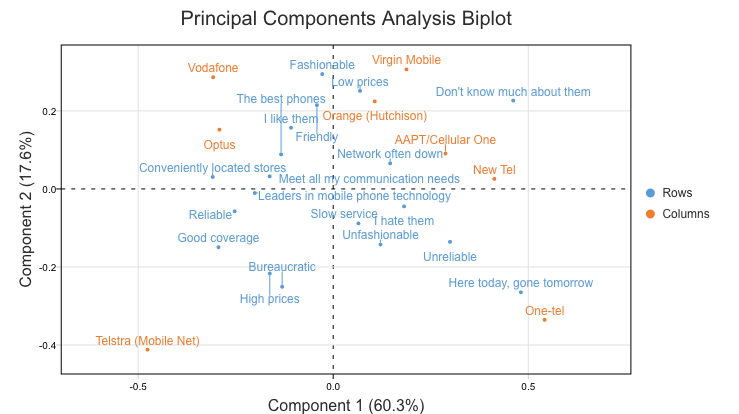 Principal Components Analysis Biplot
Vodafone
Fashionable
Virgin Mobile
Low prices
Don't know much about them
The best phones
Orange (Hutchison)
I like them
Friendly
Optus
AAPT/Cellular One
Network often down
Conveniently located stores
New Tel
Meet all my communication needs
Leaders in mobile phone technology
Reliable
Slow service
I hate them
Good coverage
Unfashionable
Unreliable
Bureaucratic
Here today, gone tomorrow
High prices
One-tel
Telstra (Mobile Net)
0.2
0.0
-0.2
-0.4
-0.5
0.0
0.5
Component 2 (17.6%)
Component 1 (60.3%)
Rows
Columns